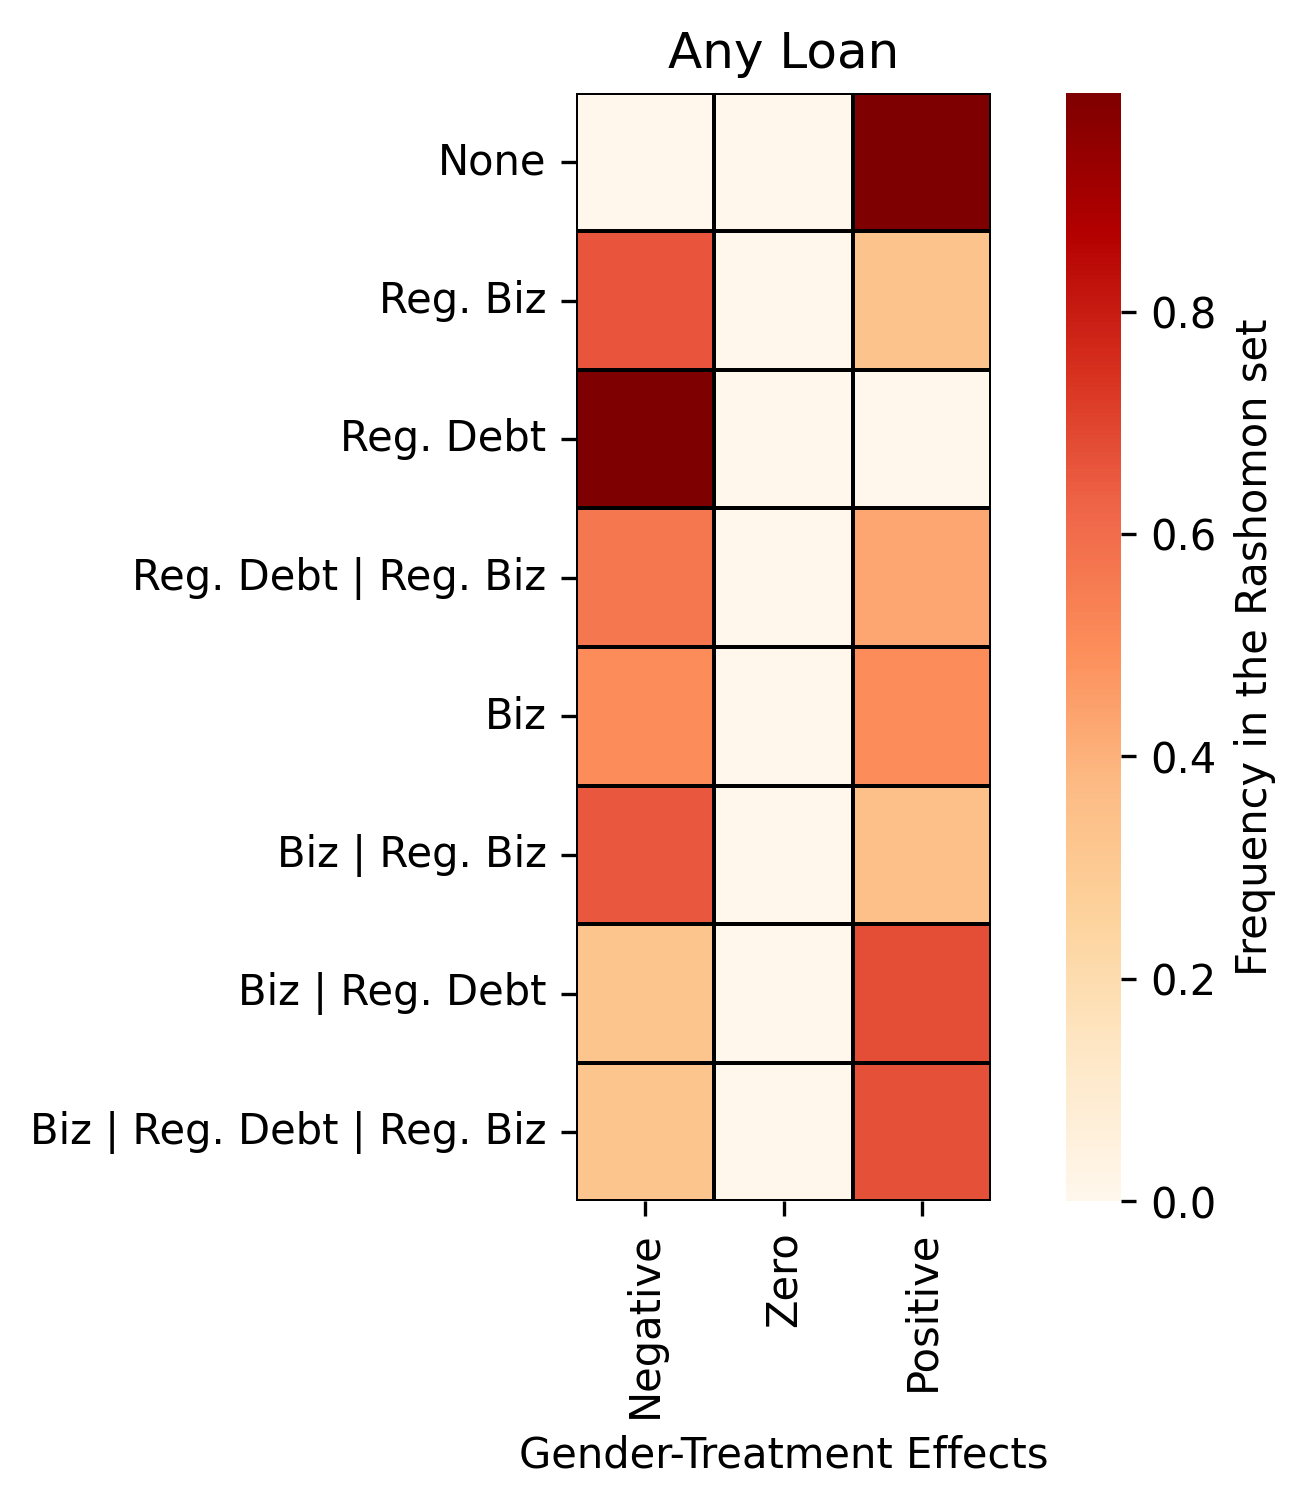 Any Loan
None
Reg. Biz
Reg. Debt
Reg. Debt | Reg. Biz
Biz
Biz | Reg. Biz
Biz | Reg. Debt
Biz | Reg. Debt | Reg. Biz
Negative
Zero
Positive
Gender-Treatment Effects
0.8
0.6
0.4
0.2
0.0
Frequency in the Rashomon set